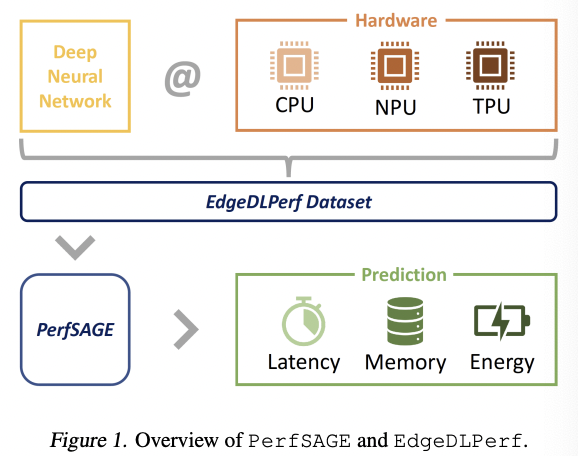 Deep
Neural
Network
@
Hardware
CPU
NPU
TPU
EdgeDLPerf Dataset
PerfSAGE
Prediction
Latency
Memory
Energy
Figure 1. Overview of PerfSAGE and EdgeDLPerf.